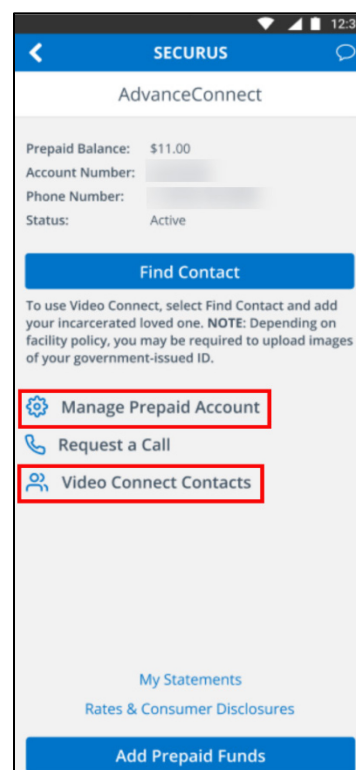 12:3
SECURUS
AdvanceConnect
Prepaid Balance: $11.00
Account Number:
Phone Number:
Status: Active
Find Contact
To use Video Connect, select Find Contact and add
your incarcerated loved one. NOTE: Depending on
facility policy, you may be required to upload images
of your government-issued ID.
Manage Prepaid Account
Request a Call
Video Connect Contacts
My Statements
Rates & Consumer Disclosures
Add Prepaid Funds